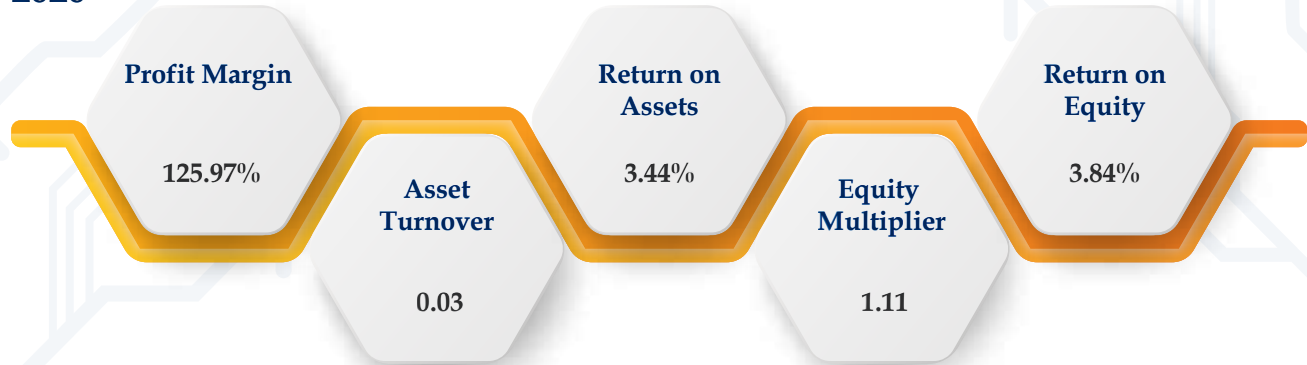 Profit Margin
125.97%
Asset
Turnover
0.03
Return on
Assets
3.44%
Equity
Multiplier
1.11
Return on
Equity
3.84%